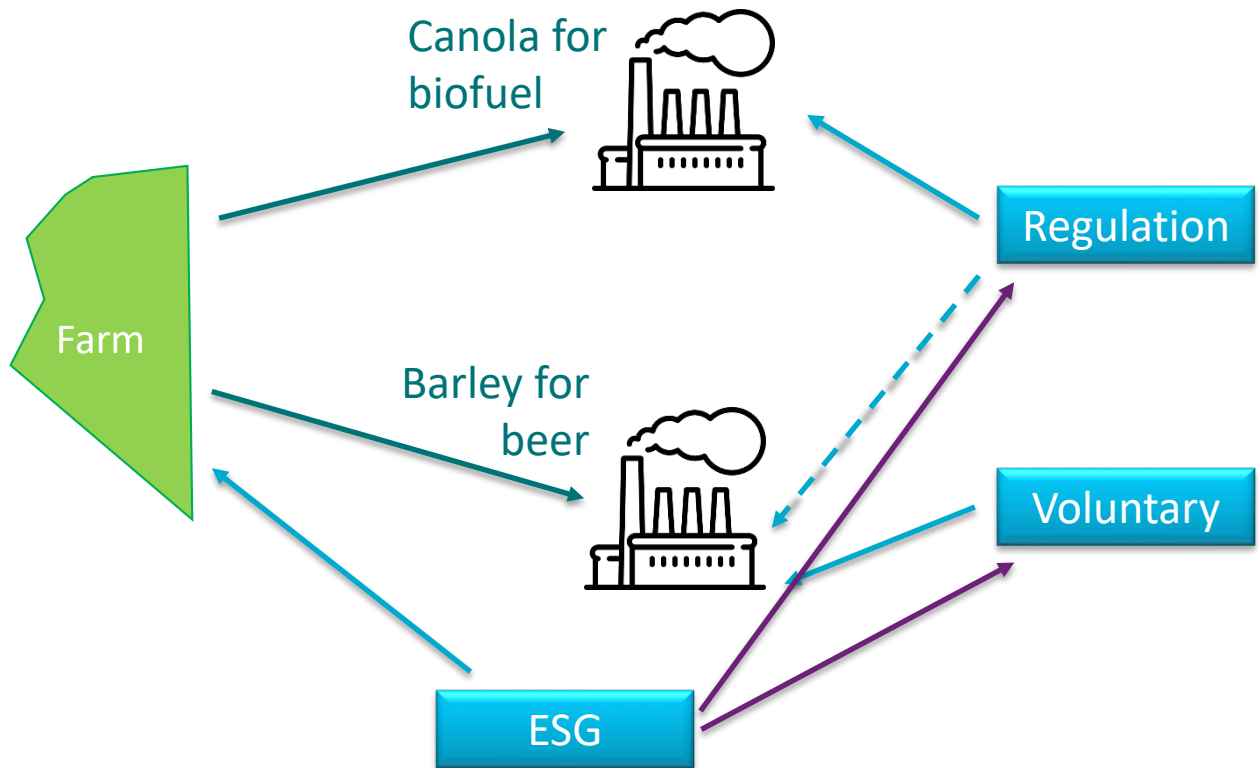 Canola for
biofuel
Regulation
Farm
Barley for
beer
Voluntary
ESG